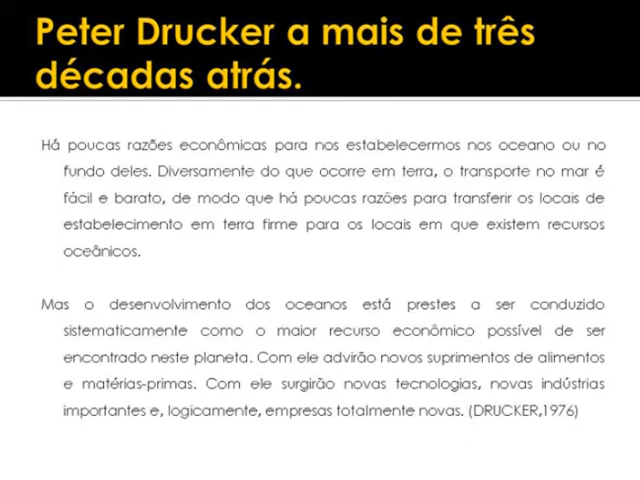 Peter Drucker a mais de três
décadas atrás.
Há poucas razões econômicas para nos estabelecermos nos oceano ou no
fundo deles. Diversamente do que ocorre em terra, o transporte no mar é
fácil e barato, de modo que há poucas razões para transferir os locais de
estabelecimento em terra firme para os locais em que existem recursos
oceânicos.
Mas o desenvolvimento dos oceanos está prestes a ser conduzido
sistematicamente como o maior recurso econômico possível de ser
encontrado neste planeta. Com ele advirão novos suprimentos de alimentos
e matérias-primas. Com ele surgirão novas tecnologias, novas indústrias
importantes e, logicamente, empresas totalmente novas. (DRUCKER,1976)